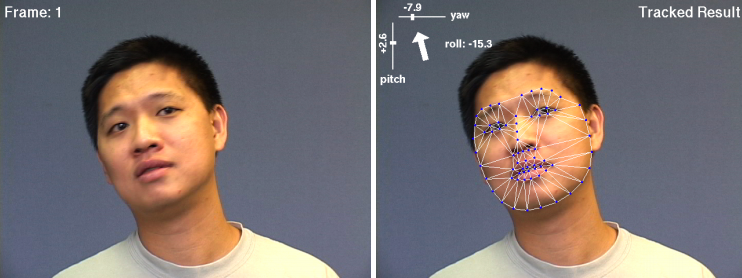 Frame: 1
-7.9
yaw
Tracked Result
+2.6
roll: -15.3
pitch